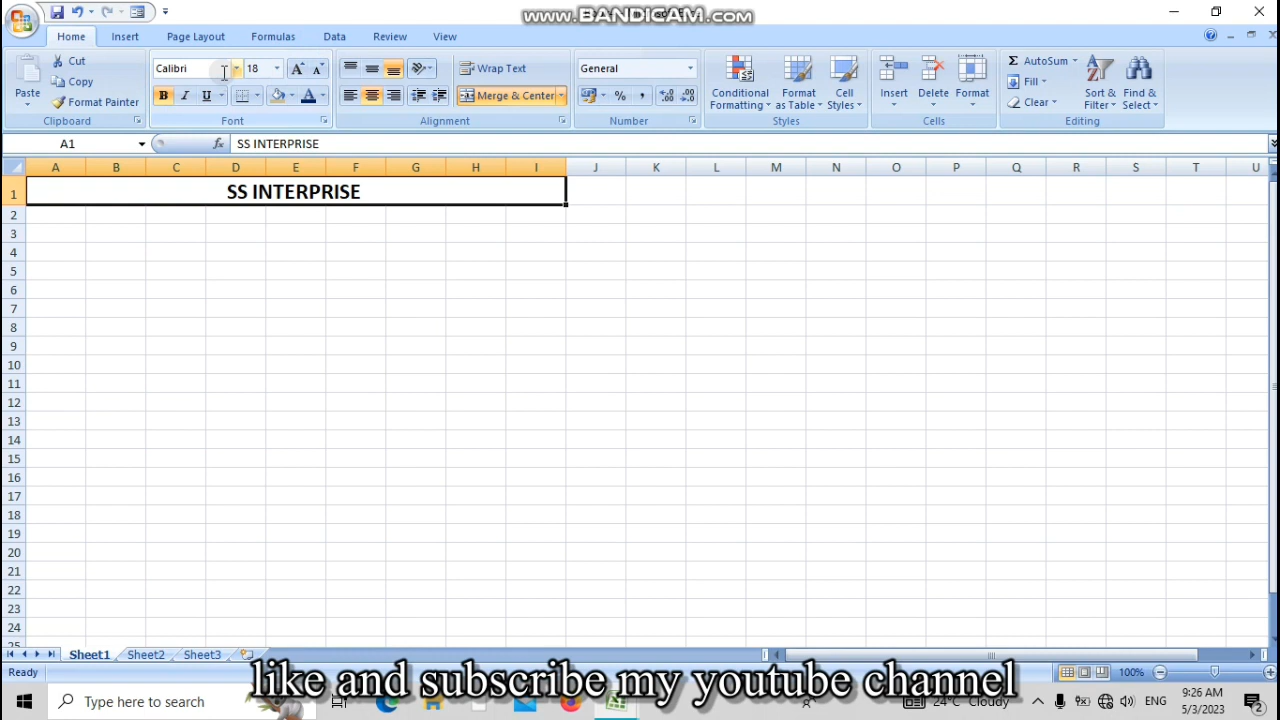 www.BANDICAM.com
Home Insert Page Layout Formulas Data Review View
Paste
Cut
Copy
Format Painter
Clipboard
Calibri 18
B I U
Font
Wrap Text
Merge & Center
Alignment
General
% ,
Number
Conditional Formatting
Format as Table
Cell Styles
Styles
Insert Delete Format
Cells
Σ AutoSum
Fill
Clear
Sort & Filter
Find & Select
Editing
A1 fx SS INTERPRISE
A B C D E F G H I J K L M N O P Q R S T U
1 SS INTERPRISE
2
3
4
5
6
7
8
9
10
11
12
13
14
15
16
17
18
19
20
21
22
23
24
25
Sheet1 Sheet2 Sheet3
Ready 100%
like and subscribe my youtube channel
Type here to search
24°C Cloudy
ENG
9:26 AM
5/3/2023
2